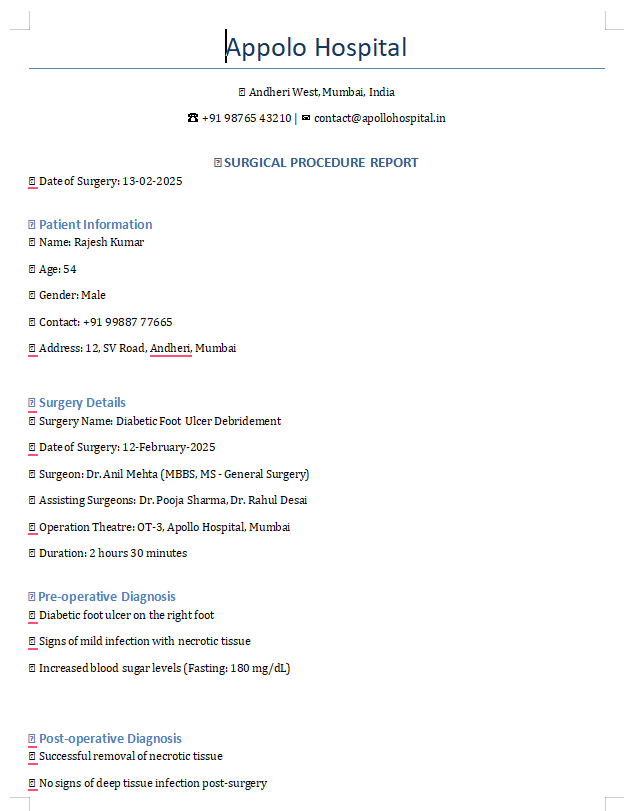 Appolo Hospital
Andheri West, Mumbai, India
☎ +91 98765 43210 | ✉ contact@apollohospital.in
SURGICAL PROCEDURE REPORT
Date of Surgery: 13-02-2025
Patient Information
Name: Rajesh Kumar
Age: 54
Gender: Male
Contact: +91 99887 77665
Address: 12, SV Road, Andheri, Mumbai
Surgery Details
Surgery Name: Diabetic Foot Ulcer Debridement
Date of Surgery: 12-February-2025
Surgeon: Dr. Anil Mehta (MBBS, MS - General Surgery)
Assisting Surgeons: Dr. Pooja Sharma, Dr. Rahul Desai
Operation Theatre: OT-3, Apollo Hospital, Mumbai
Duration: 2 hours 30 minutes
Pre-operative Diagnosis
Diabetic foot ulcer on the right foot
Signs of mild infection with necrotic tissue
Increased blood sugar levels (Fasting: 180 mg/dL)
Post-operative Diagnosis
Successful removal of necrotic tissue
No signs of deep tissue infection post-surgery